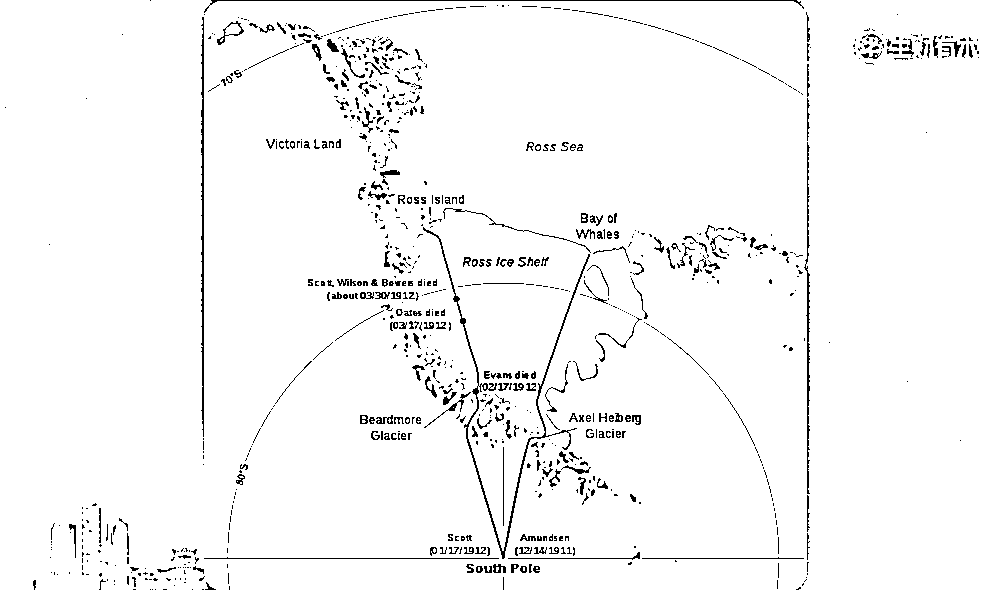 70°S
Victoria Land
Ross Sea
Ross Island
Bay of
Whales
Ross Ice Shelf
Scott, Wilson & Bowers died
(about 03/30/1912)
Oates died
(03/17/1912)
Evans died
(02/17/1912)
Beardmore
Glacier
Axel Heiberg
Glacier
80°S
Scott
(01/17/1912)
Amundsen
(12/14/1911)
South Pole